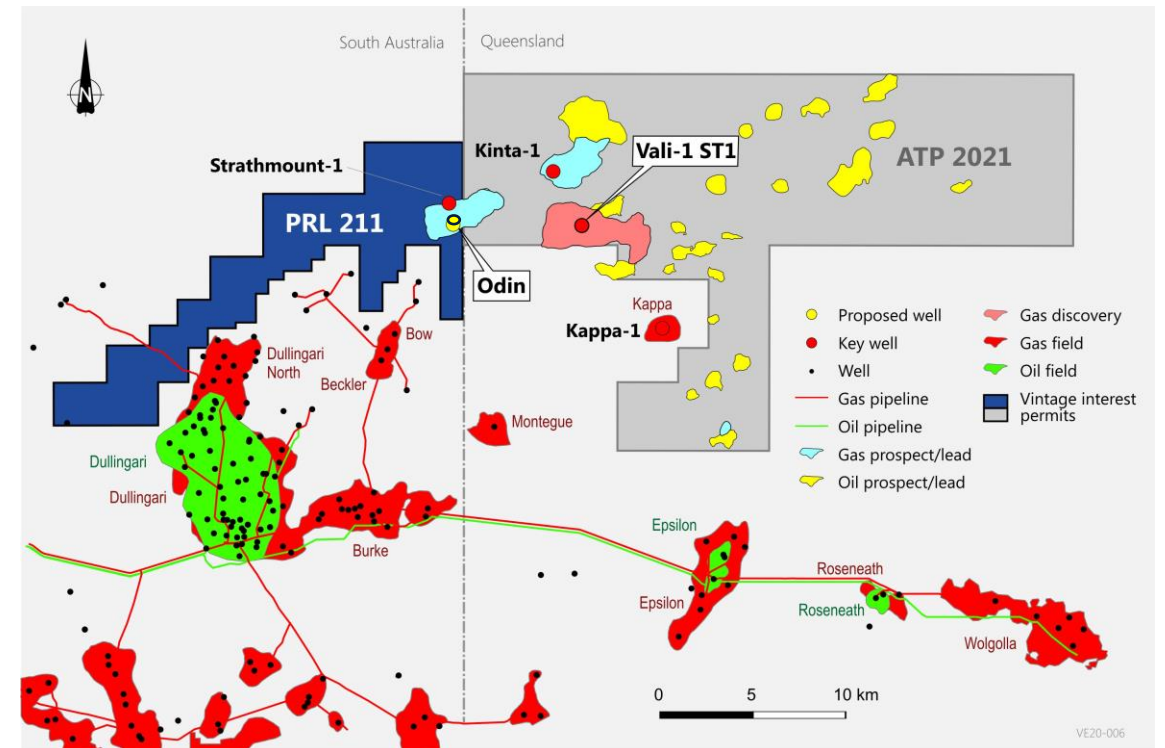 South Australia
Queensland
N
Strathmount-1
Kinta-1
Vali-1 ST1
ATP 2021
PRL 211
Odin
Kappa
Kappa-1
Bow
Dullingari
North
Beckler
Montegue
Dullingari
Dullingari
Burke
Epsilon
Epsilon
Roseneath
Roseneath
Wolgolla
Proposed well
Key well
Well
Gas pipeline
Oil pipeline
Gas prospect/lead
Oil prospect/lead
Gas discovery
Gas field
Oil field
Vintage interest
permits
0 5 10 km
VE20-006